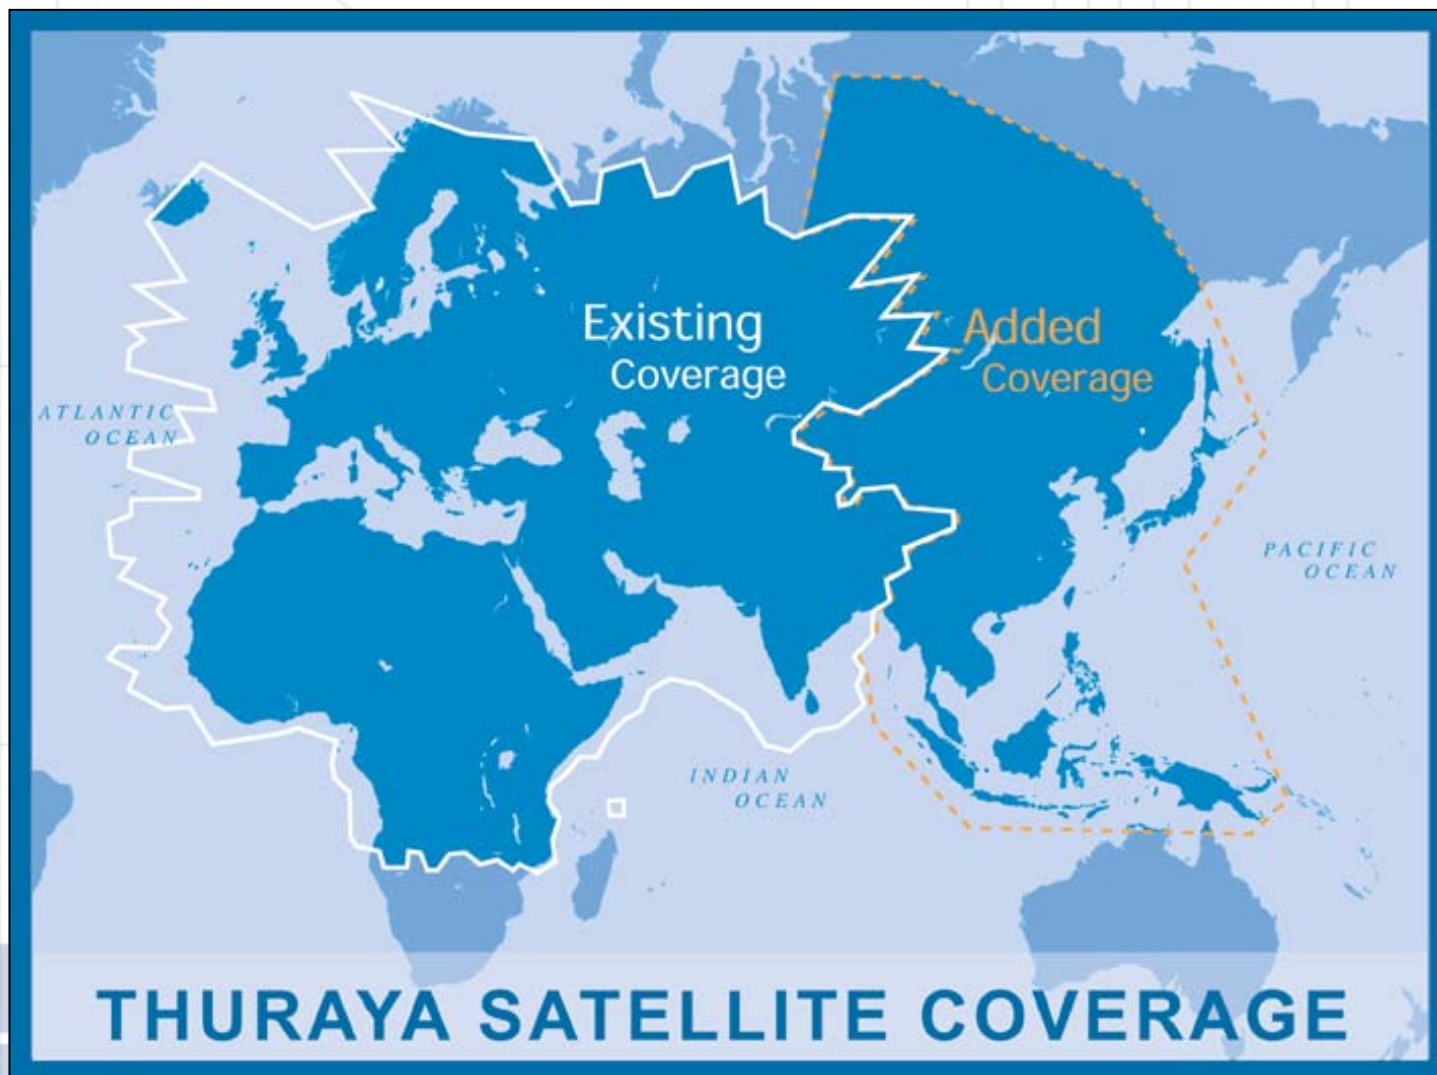 Existing
Coverage
Added
Coverage
ATLANTIC
OCEAN
PACIFIC
OCEAN
INDIAN
OCEAN
THURAYA SATELLITE COVERAGE